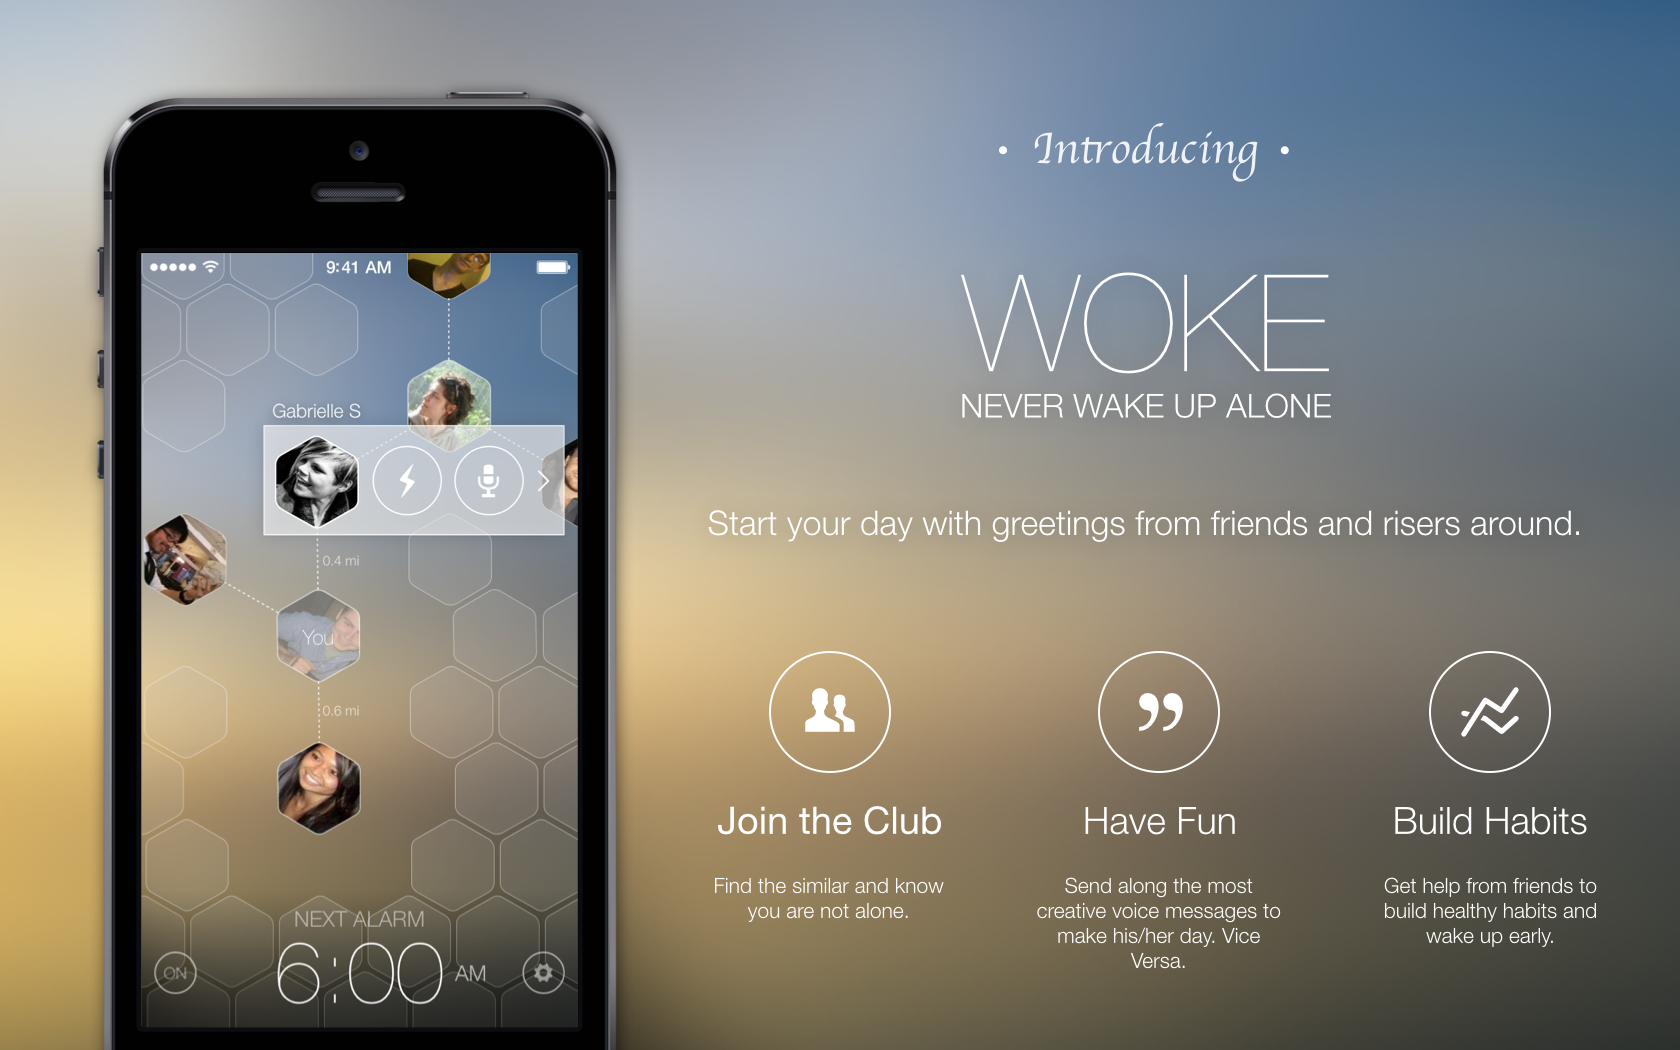 9:41 AM
Gabrielle S
0.4 mi
You
0.6 mi
NEXT ALARM
ON
6:00 AM
Introducing
WOKE
NEVER WAKE UP ALONE
Start your day with greetings from friends and risers around.
Join the Club
Find the similar and know
you are not alone.
Have Fun
Send along the most
creative voice messages to
make his/her day. Vice
Versa.
Build Habits
Get help from friends to
build healthy habits and
wake up early.